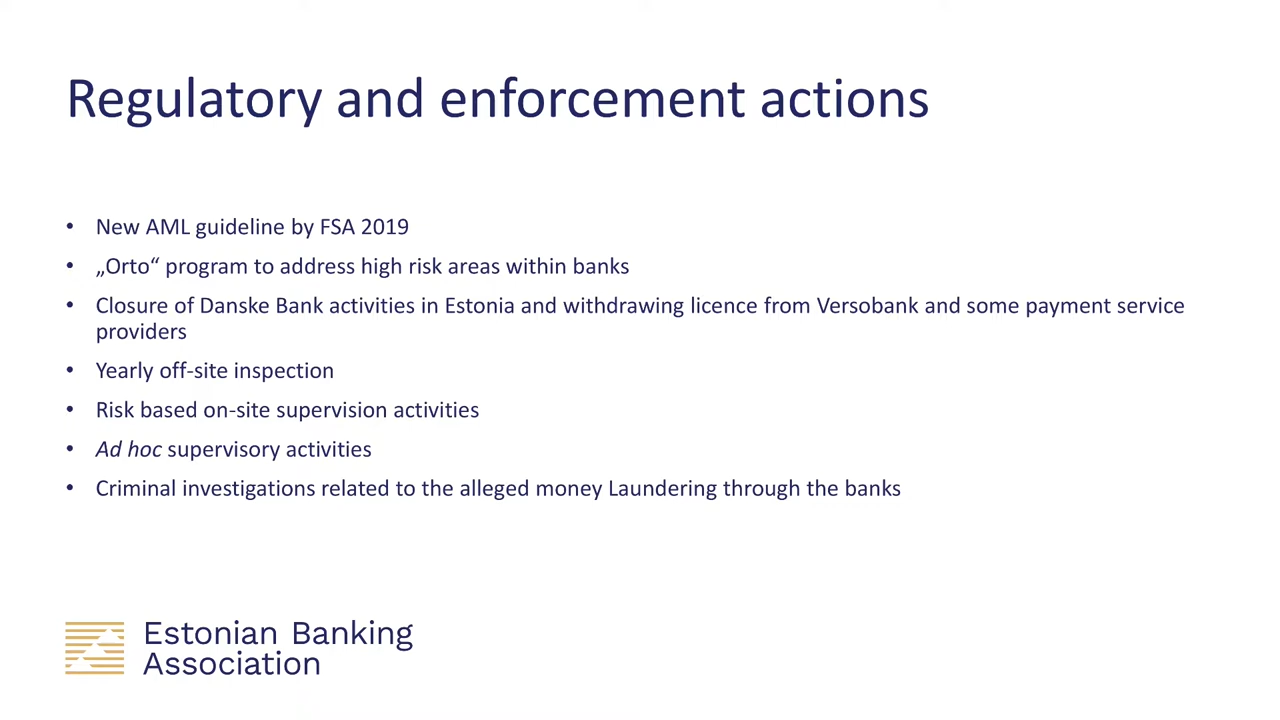 Regulatory and enforcement actions
• New AML guideline by FSA 2019
• „Orto“ program to address high risk areas within banks
• Closure of Danske Bank activities in Estonia and withdrawing licence from Versobank and some payment service
providers
• Yearly off-site inspection
• Risk based on-site supervision activities
• Ad hoc supervisory activities
• Criminal investigations related to the alleged money Laundering through the banks
Estonian Banking
Association